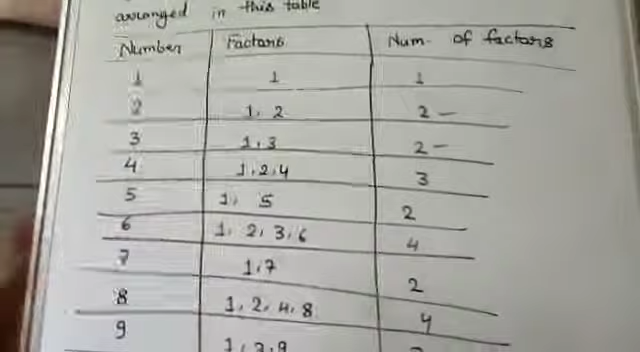 arranged in this table
Number Factors Num. of factors
1 1 1
2 1, 2 2 –
3 1, 3 2 –
4 1, 2, 4 3
5 1, 5 2
6 1, 2, 3, 6 4
7 1, 7 2
8 1, 2, 4, 8 4
9 1, 3, 9